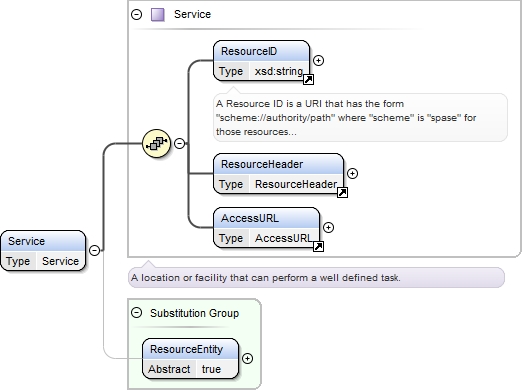 Service
ResourceID
Type xsd:string
A Resource ID is a URI that has the form
"scheme://authority/path" where "scheme" is "spase" for
those resources...
ResourceHeader
Type ResourceHeader
AccessURL
Type AccessURL
Service
Type Service
A location or facility that can perform a well defined task.
Substitution Group
ResourceEntity
Abstract true